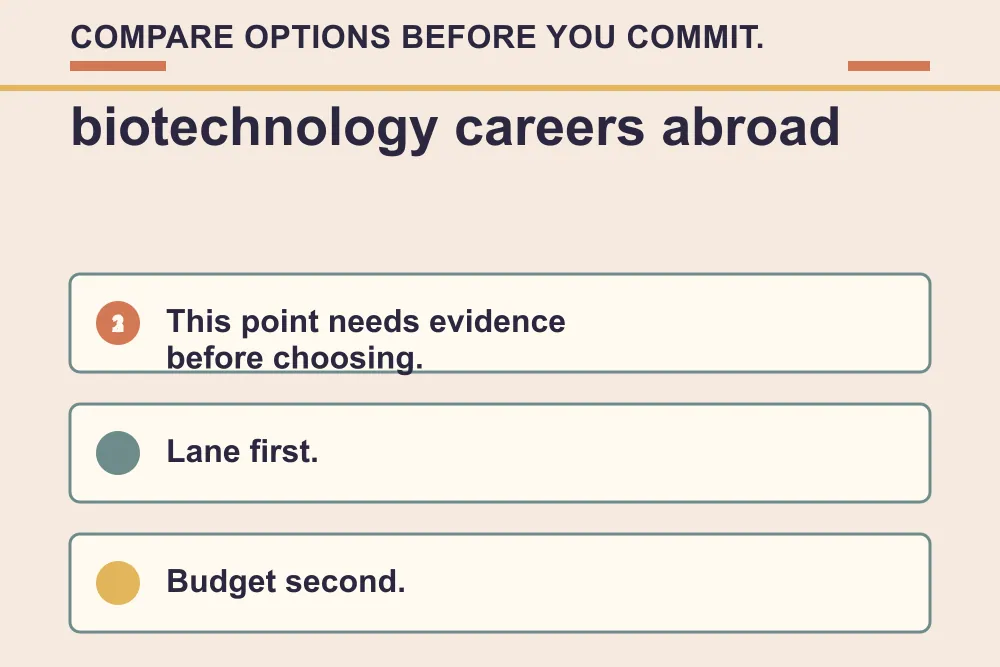 COMPARE OPTIONS BEFORE YOU COMMIT.
biotechnology careers abroad
This point needs evidence
before choosing.
Lane first.
Budget second.